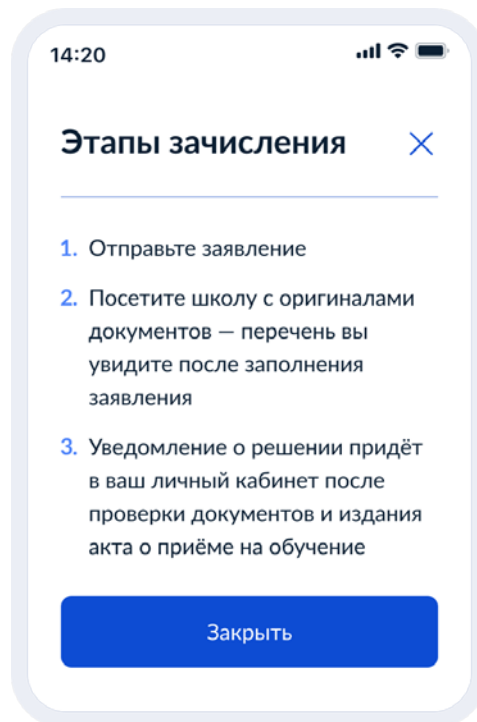 14:20
Этапы зачисления
1. Отправьте заявление
2. Посетите школу с оригиналами
документов — перечень вы
увидите после заполнения
заявления
3. Уведомление о решении придёт
в ваш личный кабинет после
проверки документов и издания
акта о приёме на обучение
Закрыть